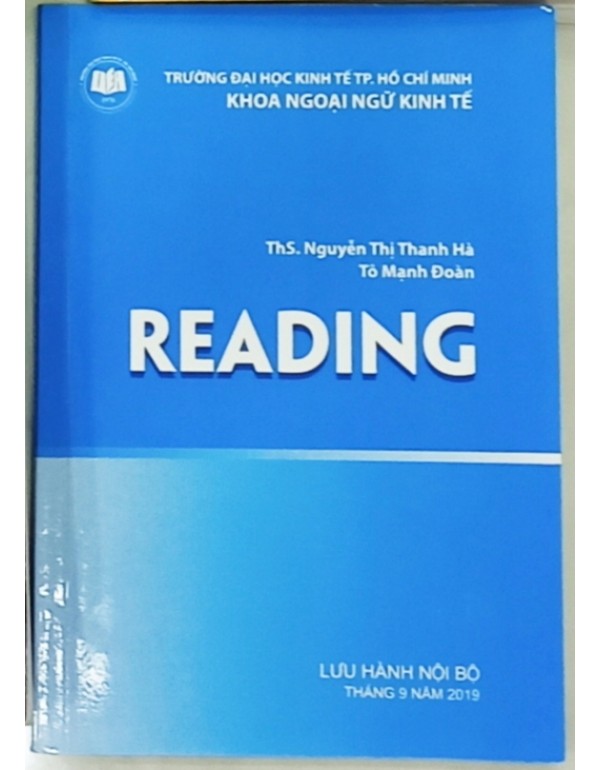 TRƯỜNG ĐẠI HỌC KINH TẾ TP. HỒ CHÍ MINH
KHOA NGOẠI NGỮ KINH TẾ
ThS. Nguyễn Thị Thanh Hà
Tô Mạnh Đoàn
READING
LƯU HÀNH NỘI BỘ
THÁNG 9 NĂM 2019